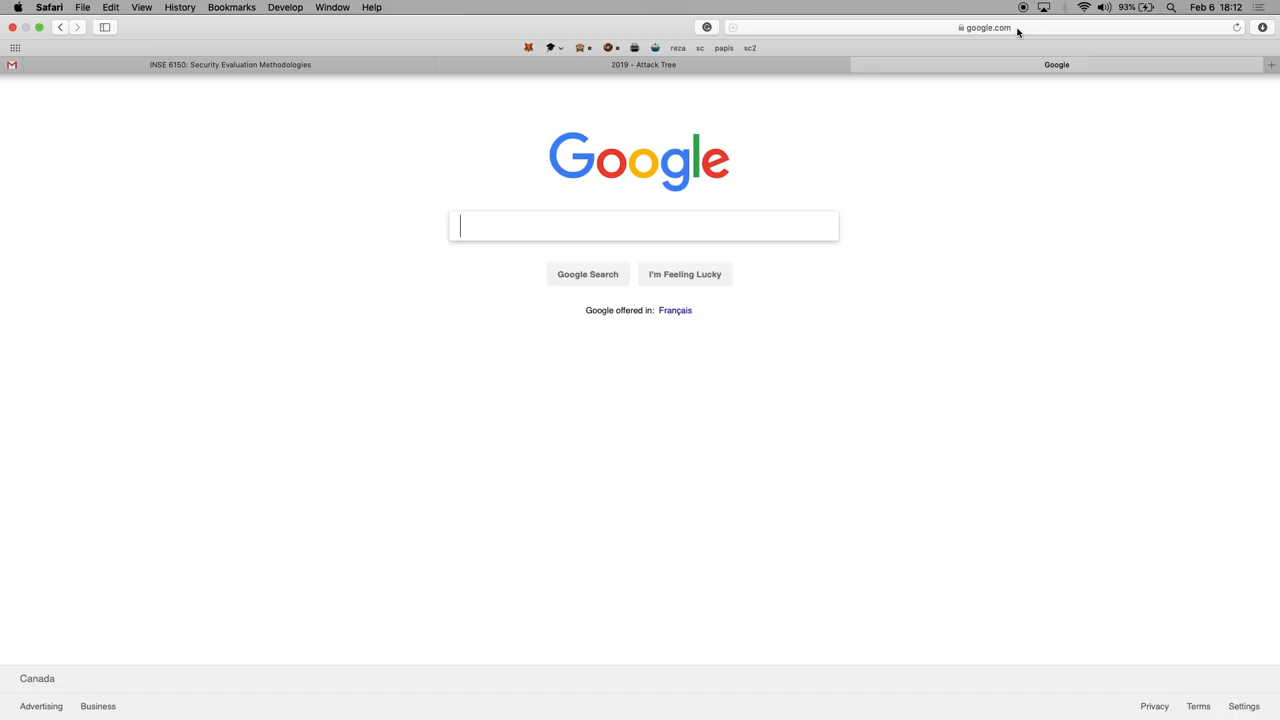 Safari File Edit View History Bookmarks Develop Window Help 93% Feb 6 18:12
google.com
reza sc papis sc2
INSE 6150: Security Evaluation Methodologies 2019 - Attack Tree Google
Google
Google Search I'm Feeling Lucky
Google offered in: Français
Canada
Advertising Business Privacy Terms Settings